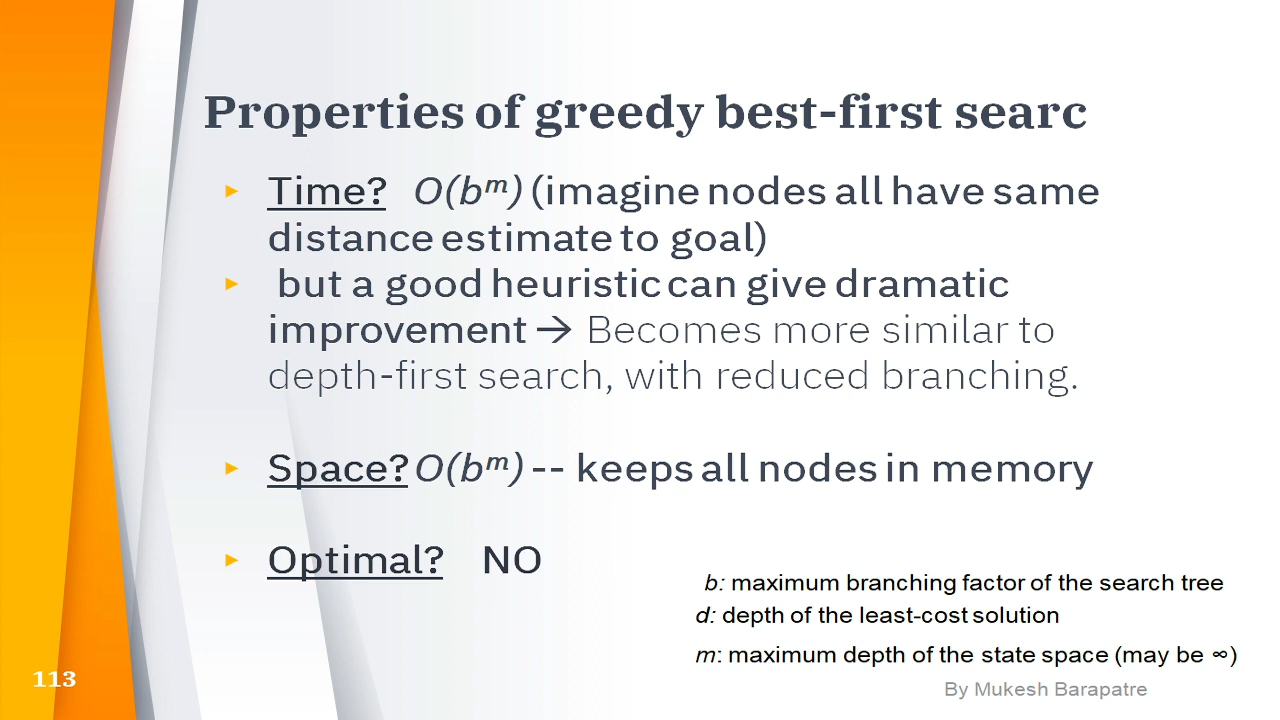 Properties of greedy best-first searc
▸ Time? O(bᵐ) (imagine nodes all have same
distance estimate to goal)
▸ but a good heuristic can give dramatic
improvement → Becomes more similar to
depth-first search, with reduced branching.
▸ Space? O(bᵐ) -- keeps all nodes in memory
▸ Optimal? NO
b: maximum branching factor of the search tree
d: depth of the least-cost solution
m: maximum depth of the state space (may be ∞)
113
By Mukesh Barapatre